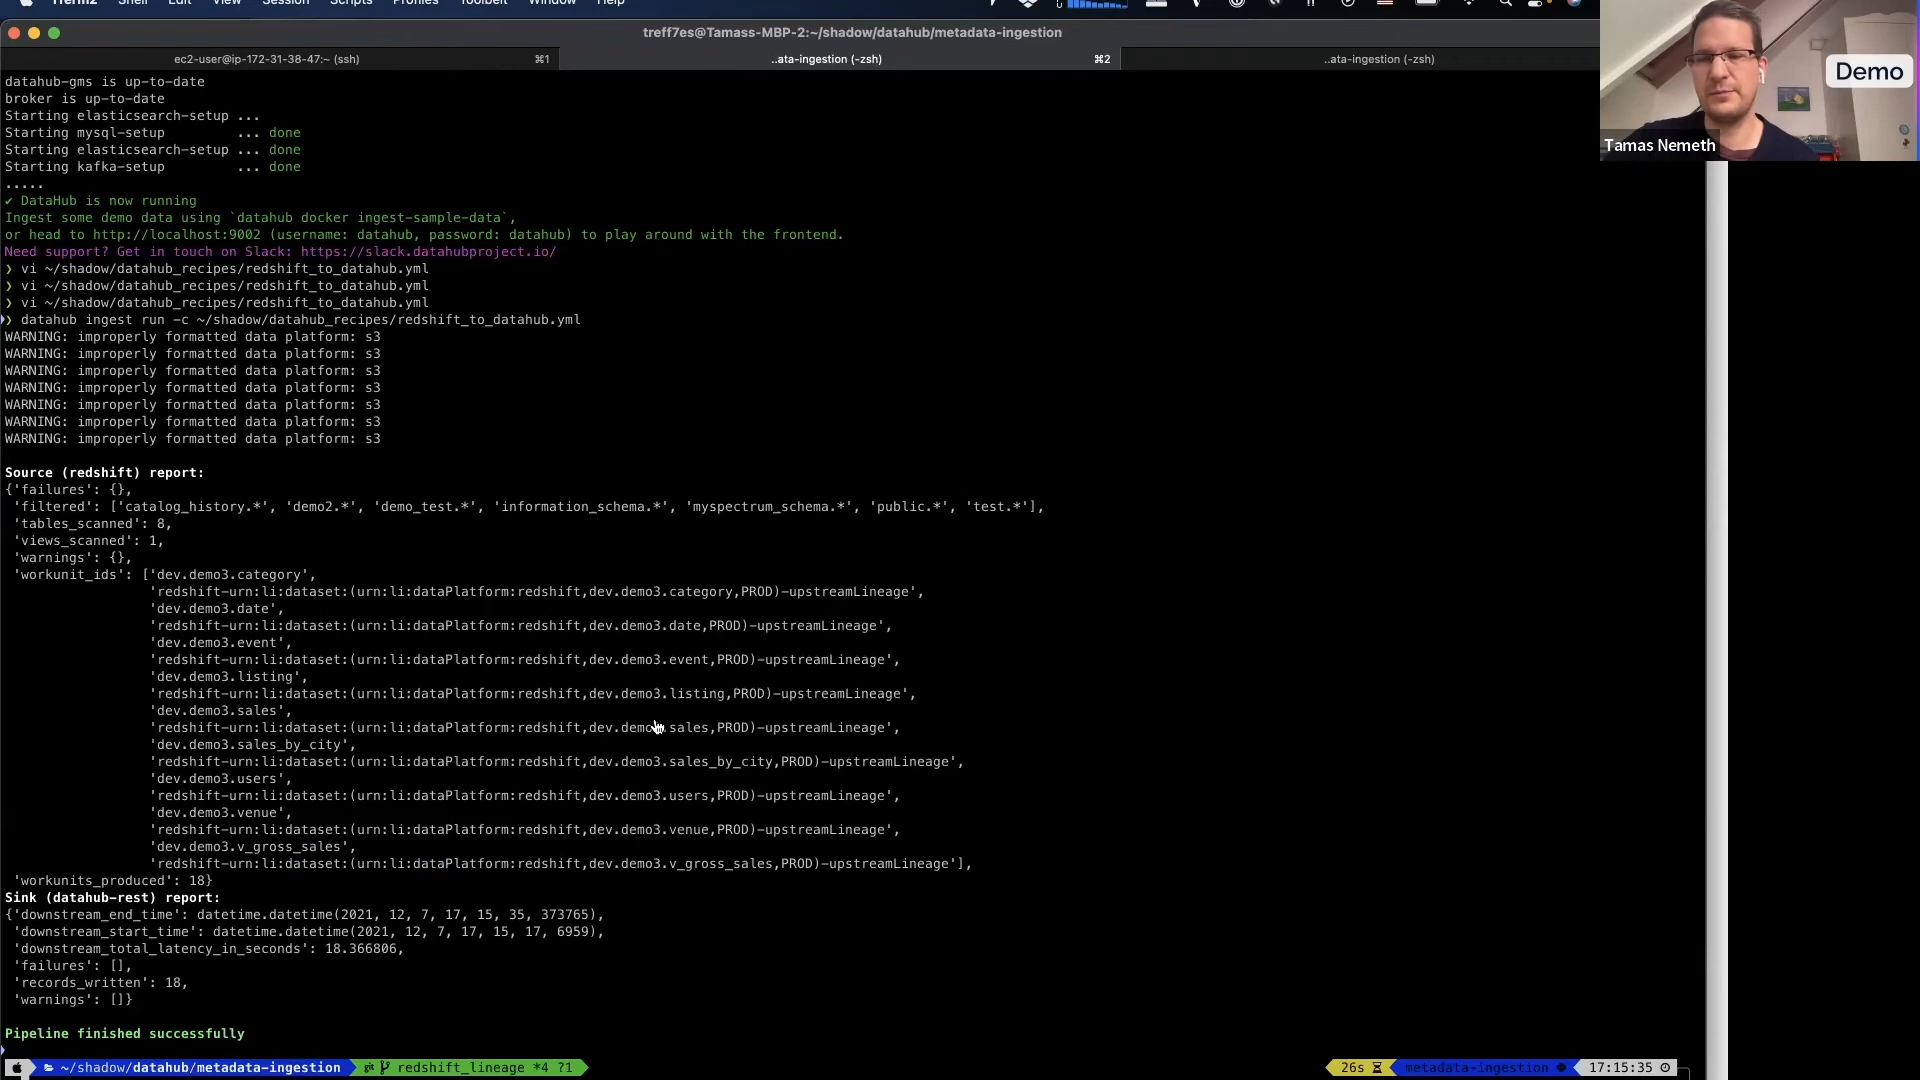 iTerm2 Shell Edit View Session Scripts Profiles Toolbelt Window Help
treff7es@Tamass-MBP-2:~/shadow/datahub/metadata-ingestion
ec2-user@ip-172-31-38-47:~ (ssh) ⌘1 ..ata-ingestion (-zsh) ⌘2 ..ata-ingestion (-zsh)
Demo
Tamas Nemeth
datahub-gms is up-to-date
broker is up-to-date
Starting elasticsearch-setup ...
Starting mysql-setup ... done
Starting elasticsearch-setup ... done
Starting kafka-setup ... done
.....
✔ DataHub is now running
Ingest some demo data using `datahub docker ingest-sample-data`,
or head to http://localhost:9002 (username: datahub, password: datahub) to play around with the frontend.
Need support? Get in touch on Slack: https://slack.datahubproject.io/
❯ vi ~/shadow/datahub_recipes/redshift_to_datahub.yml
❯ vi ~/shadow/datahub_recipes/redshift_to_datahub.yml
❯ vi ~/shadow/datahub_recipes/redshift_to_datahub.yml
❯ datahub ingest run -c ~/shadow/datahub_recipes/redshift_to_datahub.yml
WARNING: improperly formatted data platform: s3
WARNING: improperly formatted data platform: s3
WARNING: improperly formatted data platform: s3
WARNING: improperly formatted data platform: s3
WARNING: improperly formatted data platform: s3
WARNING: improperly formatted data platform: s3
WARNING: improperly formatted data platform: s3
Source (redshift) report:
{'failures': {},
'filtered': ['catalog_history.*', 'demo2.*', 'demo_test.*', 'information_schema.*', 'myspectrum_schema.*', 'public.*', 'test.*'],
'tables_scanned': 8,
'views_scanned': 1,
'warnings': {},
'workunit_ids': ['dev.demo3.category',
'redshift-urn:li:dataset:(urn:li:dataPlatform:redshift,dev.demo3.category,PROD)-upstreamLineage',
'dev.demo3.date',
'redshift-urn:li:dataset:(urn:li:dataPlatform:redshift,dev.demo3.date,PROD)-upstreamLineage',
'dev.demo3.event',
'redshift-urn:li:dataset:(urn:li:dataPlatform:redshift,dev.demo3.event,PROD)-upstreamLineage',
'dev.demo3.listing',
'redshift-urn:li:dataset:(urn:li:dataPlatform:redshift,dev.demo3.listing,PROD)-upstreamLineage',
'dev.demo3.sales',
'redshift-urn:li:dataset:(urn:li:dataPlatform:redshift,dev.demo3.sales,PROD)-upstreamLineage',
'dev.demo3.sales_by_city',
'redshift-urn:li:dataset:(urn:li:dataPlatform:redshift,dev.demo3.sales_by_city,PROD)-upstreamLineage',
'dev.demo3.users',
'redshift-urn:li:dataset:(urn:li:dataPlatform:redshift,dev.demo3.users,PROD)-upstreamLineage',
'dev.demo3.venue',
'redshift-urn:li:dataset:(urn:li:dataPlatform:redshift,dev.demo3.venue,PROD)-upstreamLineage',
'dev.demo3.v_gross_sales',
'redshift-urn:li:dataset:(urn:li:dataPlatform:redshift,dev.demo3.v_gross_sales,PROD)-upstreamLineage'],
'workunits_produced': 18}
Sink (datahub-rest) report:
{'downstream_end_time': datetime.datetime(2021, 12, 7, 17, 15, 35, 373765),
'downstream_start_time': datetime.datetime(2021, 12, 7, 17, 15, 17, 6959),
'downstream_total_latency_in_seconds': 18.366806,
'failures': [],
'records_written': 18,
'warnings': []}
Pipeline finished successfully
~/shadow/datahub/metadata-ingestion git redshift_lineage *4 ?1 26s metadata-ingestion 17:15:35